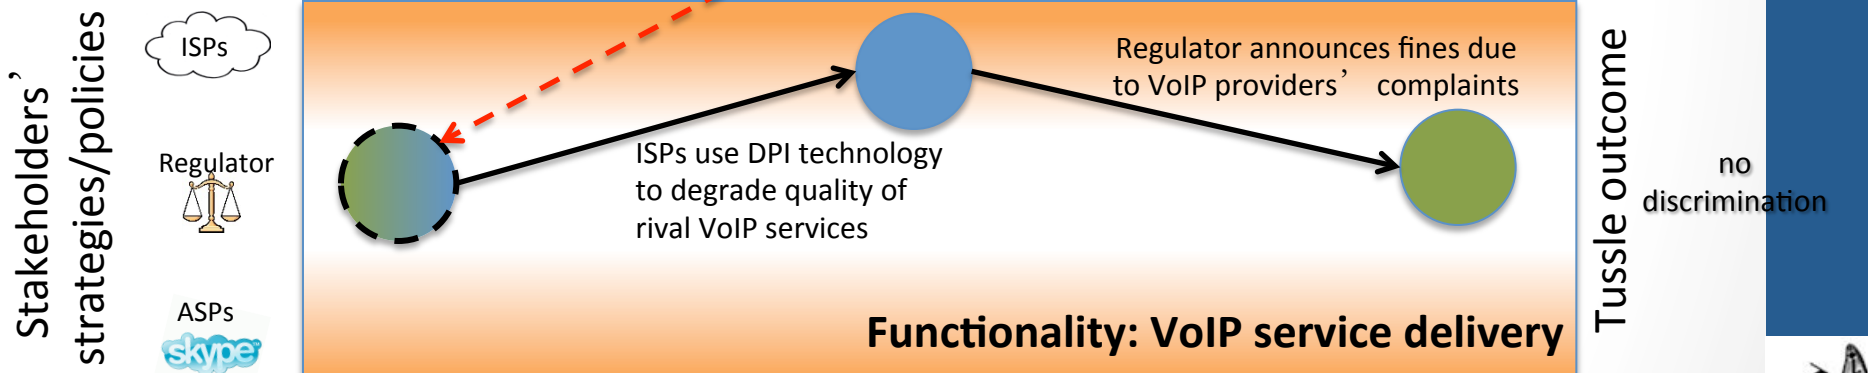 Stakeholders’
strategies/policies
ISPs
Regulator
ASPs
skype
ISPs use DPI technology
to degrade quality of
rival VoIP services
Regulator announces fines due
to VoIP providers’ complaints
Functionality: VoIP service delivery
Tussle outcome
no
discrimination